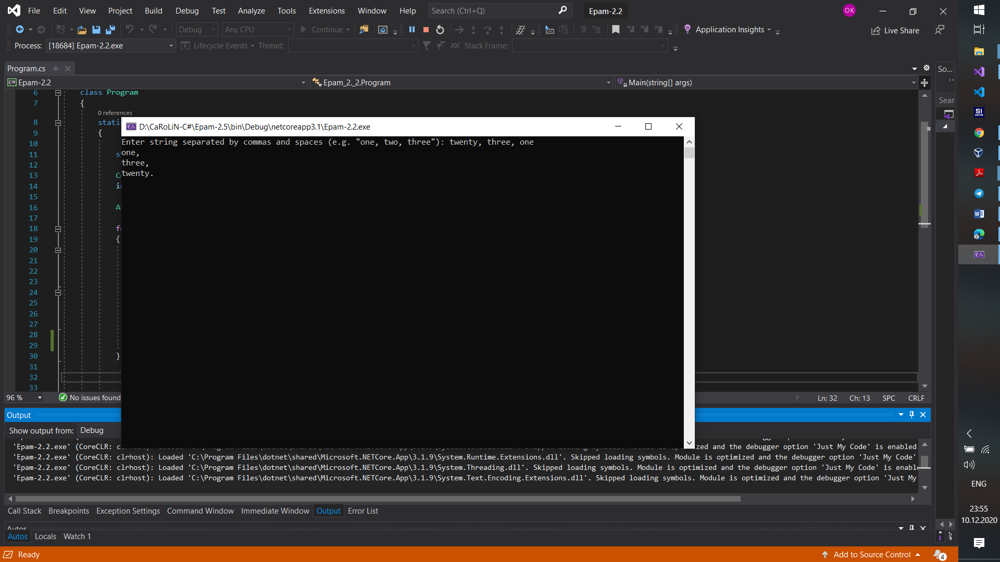 File Edit View Project Build Debug Test Analyze Tools Extensions Window Help Search (Ctrl+Q) Epam-2.2 OK
Debug Any CPU Continue Application Insights Live Share
Process: [18684] Epam-2.2.exe Lifecycle Events Thread: Stack Frame:
Program.cs So...
C# Epam-2.2 Epam_2._2.Program Main(string[] args)
6 class Program
7 {
Sear
0 references
8 stati
9 {
10
11 s
12
13 C
14 i
15
16 A
17
18 f
19 {
20
21
22
23
24
25
26
27
28
29
30 }
31
32
33
D:\CaRoLiN-C#\Epam-2.5\bin\Debug\netcoreapp3.1\Epam-2.2.exe
Enter string separated by commas and spaces (e.g. "one, two, three"): twenty, three, one
one,
three,
twenty.
96 % No issues found Ln: 32 Ch: 13 SPC CRLF
Output
Show output from: Debug
'Epam-2.2.exe' (CoreCLR: zed and the debugger option 'Just My Code' is enabled
'Epam-2.2.exe' (CoreCLR: clrhost): Loaded 'C:\Program Files\dotnet\shared\Microsoft.NETCore.App\3.1.9\System.Runtime.Extensions.dll'. Skipped loading symbols. Module is optimized and the debugger option 'Just My Code'
'Epam-2.2.exe' (CoreCLR: clrhost): Loaded 'C:\Program Files\dotnet\shared\Microsoft.NETCore.App\3.1.9\System.Threading.dll'. Skipped loading symbols. Module is optimized and the debugger option 'Just My Code' is enable
'Epam-2.2.exe' (CoreCLR: clrhost): Loaded 'C:\Program Files\dotnet\shared\Microsoft.NETCore.App\3.1.9\System.Text.Encoding.Extensions.dll'. Skipped loading symbols. Module is optimized and the debugger option 'Just My
Call Stack Breakpoints Exception Settings Command Window Immediate Window Output Error List
Autos
Autos Locals Watch 1
Ready Add to Source Control 4
SI GAME
ENG
23:55
10.12.2020